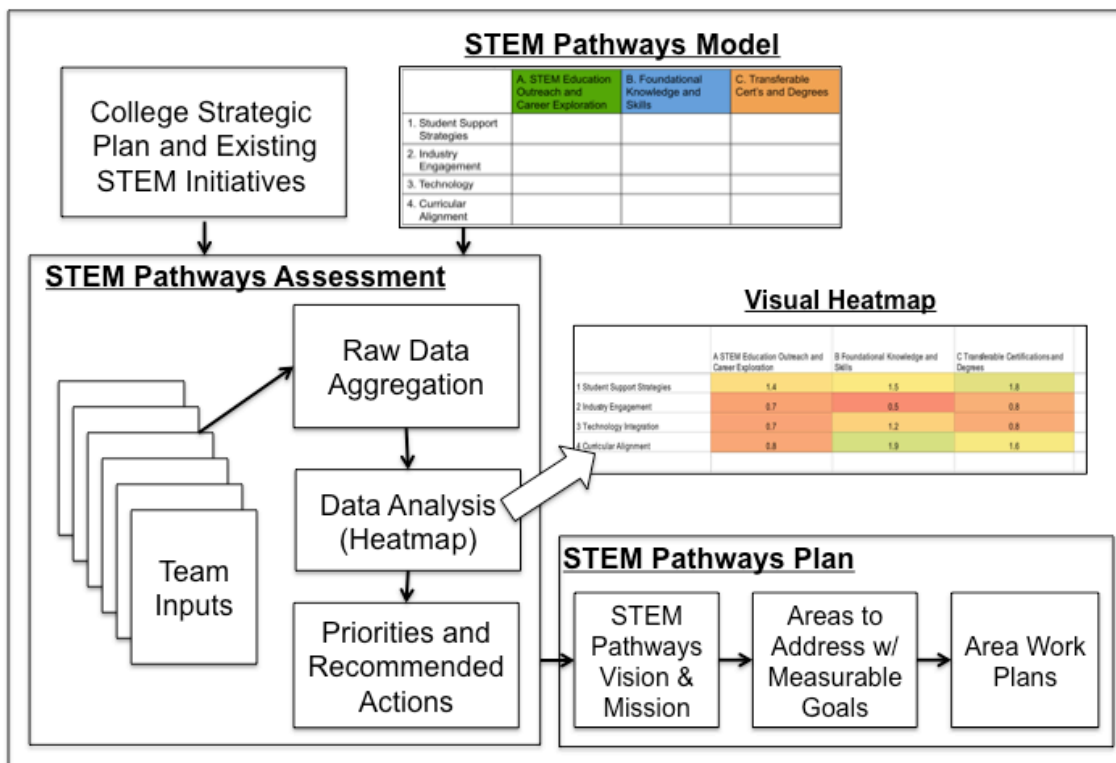 STEM Pathways Model
College Strategic
Plan and Existing
STEM Initiatives
A. STEM Education
Outreach and
Career Exploration
B. Foundational
Knowledge and
Skills
C. Transferable
Cert's and Degrees
1. Student Support
Strategies
2. Industry
Engagement
3. Technology
4. Curricular
Alignment
STEM Pathways Assessment
Raw Data
Aggregation
Data Analysis
(Heatmap)
Team
Inputs
Priorities and
Recommended
Actions
Visual Heatmap
A STEM Education Outreach and
Career Exploration
B Foundational Knowledge and
Skills
C Transferable Certifications and
Degrees
1 Student Support Strategies 1.4 1.5 1.8
2 Industry Engagement 0.7 0.5 0.8
3 Technology Integration 0.7 1.2 0.8
4 Curricular Alignment 0.8 1.9 1.6
STEM Pathways Plan
STEM
Pathways
Vision &
Mission
Areas to
Address w/
Measurable
Goals
Area Work
Plans